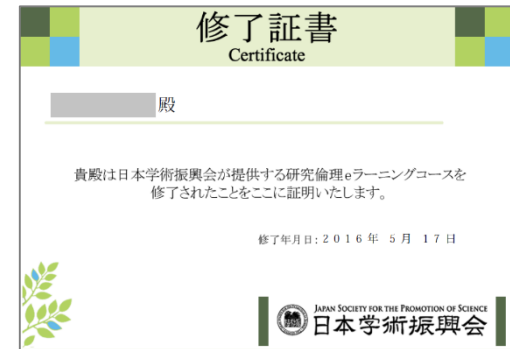 修了証書
Certificate
殿
貴殿は日本学術振興会が提供する研究倫理eラーニングコースを
修了されたことをここに証明いたします。
修了年月日:2016年 5月 17日
JAPAN SOCIETY FOR THE PROMOTION OF SCIENCE
日本学術振興会